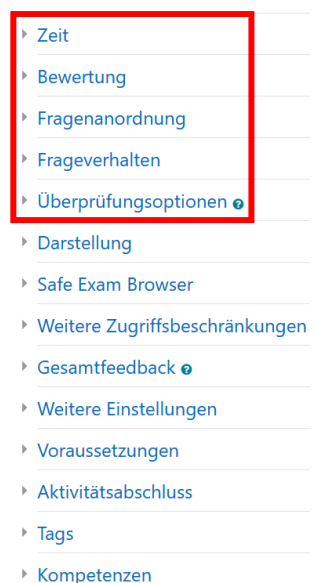 Zeit
Bewertung
Fragenanordnung
Frageverhalten
Überprüfungsoptionen ?
Darstellung
Safe Exam Browser
Weitere Zugriffsbeschränkungen
Gesamtfeedback ?
Weitere Einstellungen
Voraussetzungen
Aktivitätsabschluss
Tags
Kompetenzen